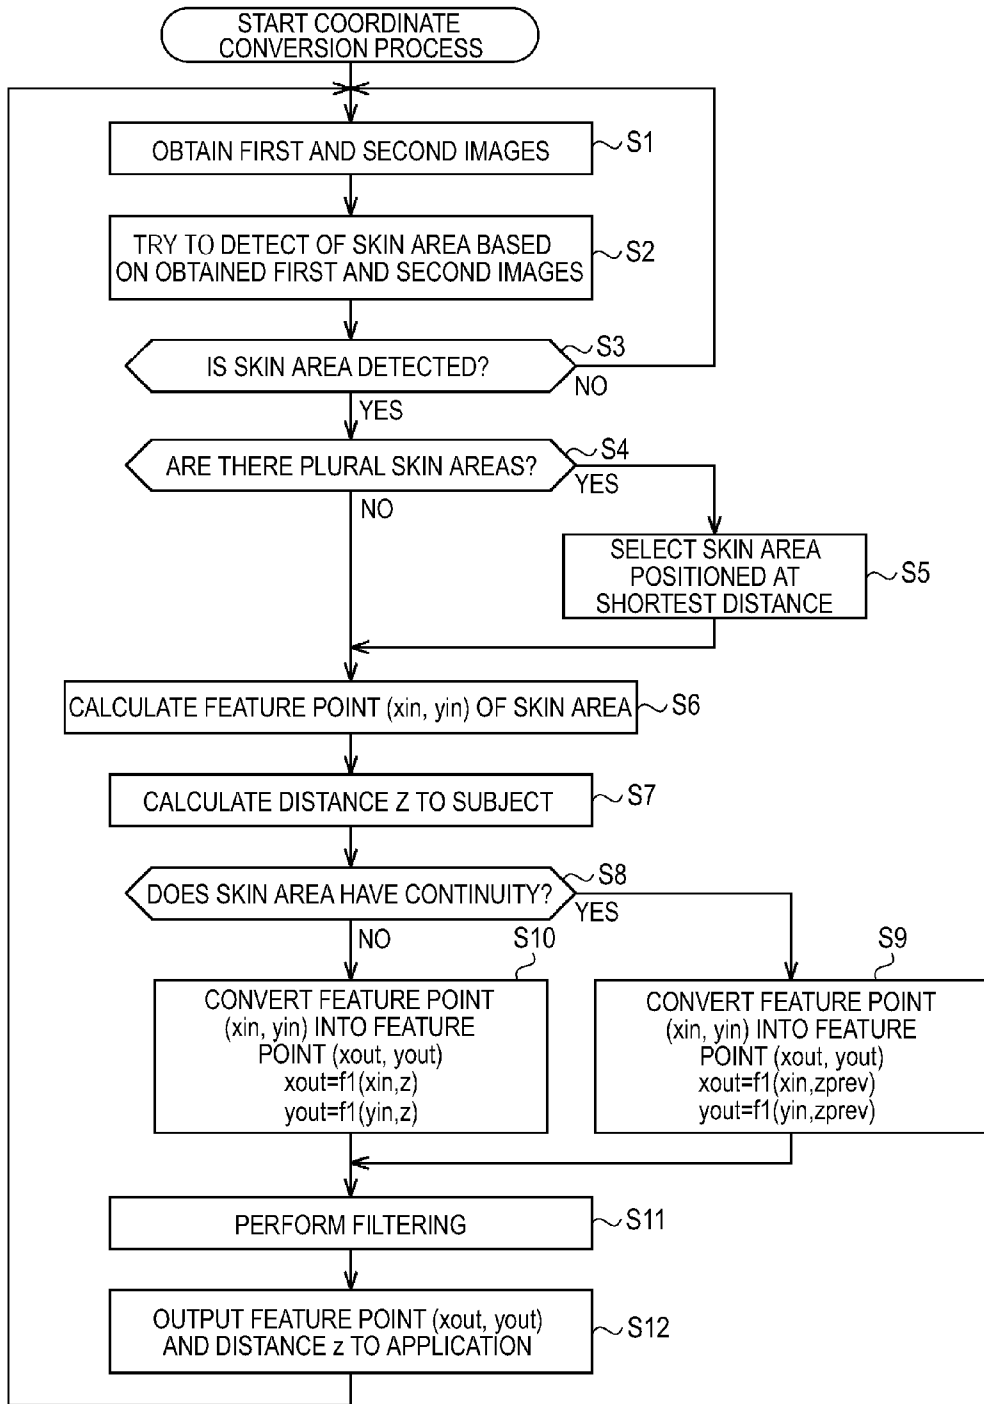 START COORDINATE
CONVERSION PROCESS
OBTAIN FIRST AND SECOND IMAGES
S1
TRY TO DETECT OF SKIN AREA BASED
ON OBTAINED FIRST AND SECOND IMAGES
S2
IS SKIN AREA DETECTED?
S3
NO
YES
ARE THERE PLURAL SKIN AREAS?
S4
YES
NO
SELECT SKIN AREA
POSITIONED AT
SHORTEST DISTANCE
S5
CALCULATE FEATURE POINT (xin, yin) OF SKIN AREA
S6
CALCULATE DISTANCE Z TO SUBJECT
S7
DOES SKIN AREA HAVE CONTINUITY?
S8
YES
NO
S10
CONVERT FEATURE POINT
(xin, yin) INTO FEATURE
POINT (xout, yout)
xout=f1(xin,z)
yout=f1(yin,z)
S9
CONVERT FEATURE POINT
(xin, yin) INTO FEATURE
POINT (xout, yout)
xout=f1(xin,zprev)
yout=f1(yin,zprev)
PERFORM FILTERING
S11
OUTPUT FEATURE POINT (xout, yout)
AND DISTANCE z TO APPLICATION
S12